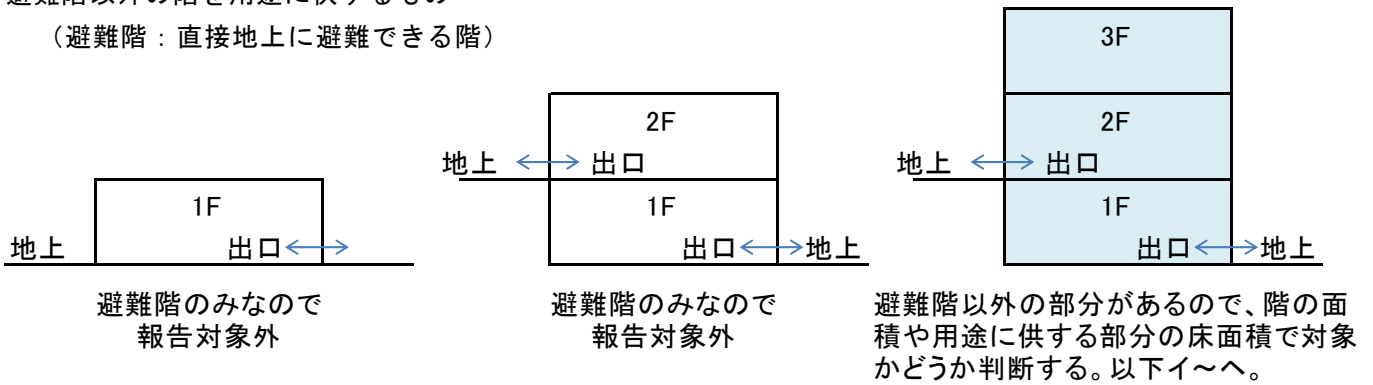 避難階以外の階を用途に供するもの
（避難階：直接地上に避難できる階）
1F
地上
出口
避難階のみなので
報告対象外
2F
地上
出口
1F
出口
地上
避難階のみなので
報告対象外
3F
2F
地上
出口
1F
出口
地上
避難階以外の部分があるので、階の面
積や用途に供する部分の床面積で対象
かどうか判断する。以下イ～ヘ。